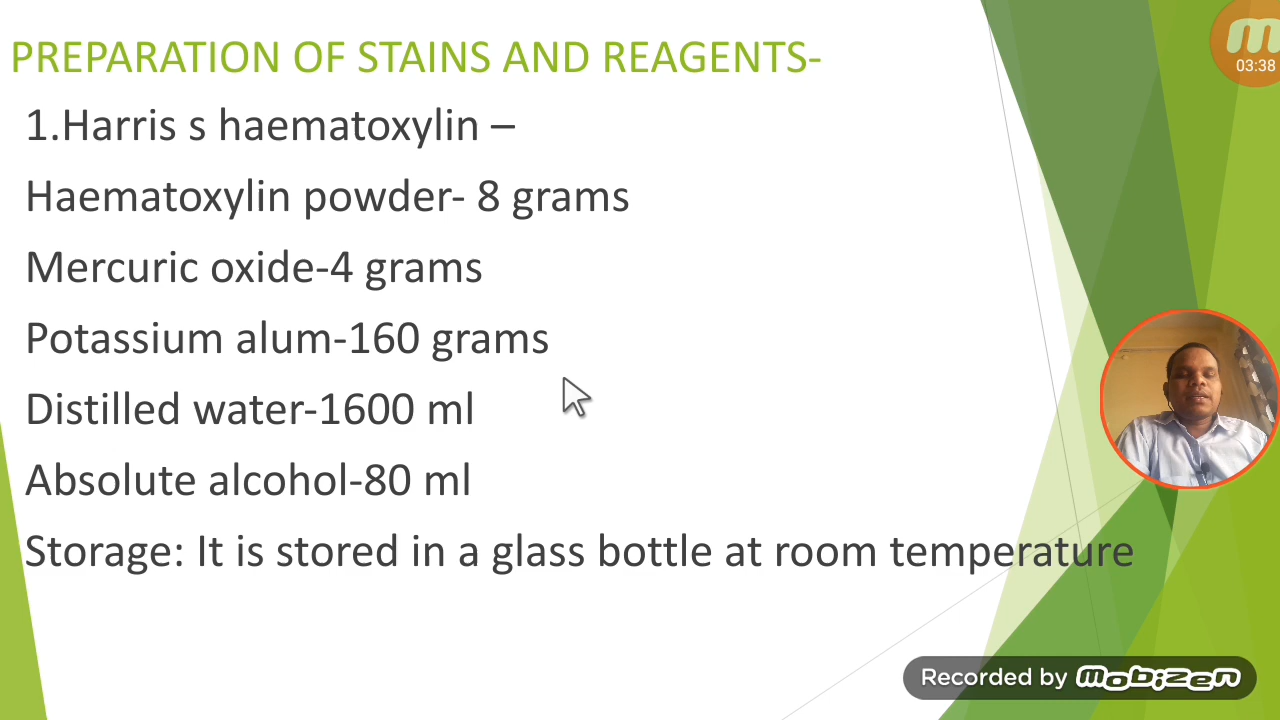 PREPARATION OF STAINS AND REAGENTS-
03:38
1.Harris s haematoxylin –
Haematoxylin powder- 8 grams
Mercuric oxide-4 grams
Potassium alum-160 grams
Distilled water-1600 ml
Absolute alcohol-80 ml
Storage: It is stored in a glass bottle at room temperature
Recorded by mobizen